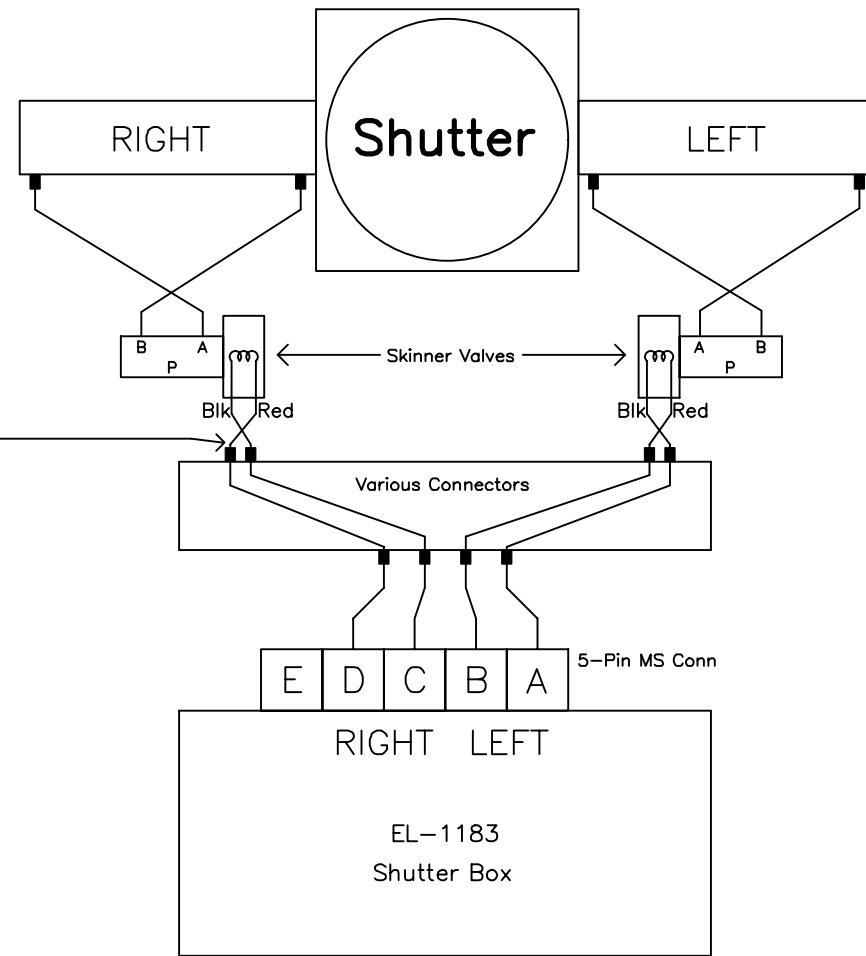 RIGHT
Shutter
LEFT
B A
P
Skinner Valves
A B
P
Blk Red
Blk Red
Various Connectors
E D C B A
5-Pin MS Conn
RIGHT LEFT
EL-1183
Shutter Box